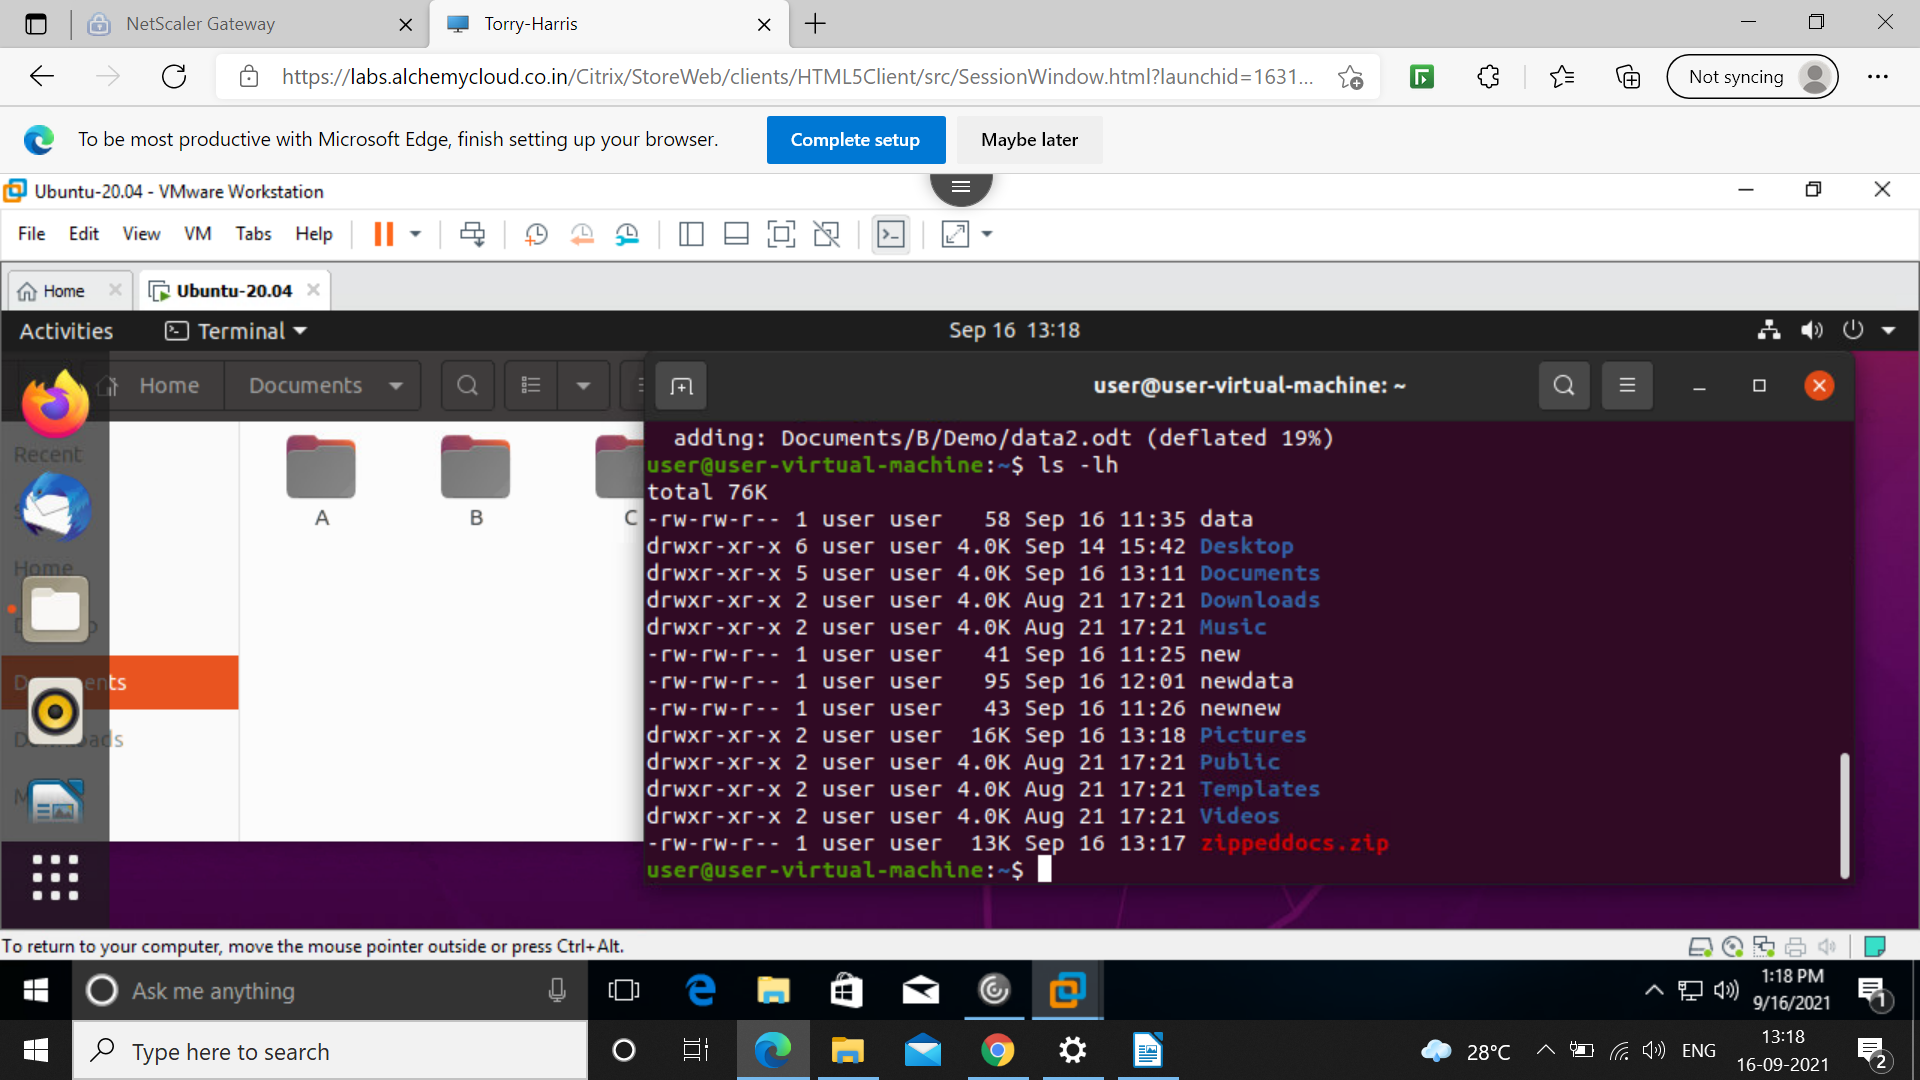 NetScaler Gateway
Torry-Harris
https://labs.alchemycloud.co.in/Citrix/StoreWeb/clients/HTML5Client/src/SessionWindow.html?launchid=1631...
Not syncing
To be most productive with Microsoft Edge, finish setting up your browser.
Complete setup
Maybe later
Ubuntu-20.04 - VMware Workstation
File Edit View VM Tabs Help
Home
Ubuntu-20.04
Activities
Terminal
Sep 16 13:18
Home
Documents
user@user-virtual-machine: ~
Recent
Home
A
B
C
adding: Documents/B/Demo/data2.odt (deflated 19%)
user@user-virtual-machine:~$ ls -lh
total 76K
-rw-rw-r-- 1 user user 58 Sep 16 11:35 data
drwxr-xr-x 6 user user 4.0K Sep 14 15:42 Desktop
drwxr-xr-x 5 user user 4.0K Sep 16 13:11 Documents
drwxr-xr-x 2 user user 4.0K Aug 21 17:21 Downloads
drwxr-xr-x 2 user user 4.0K Aug 21 17:21 Music
-rw-rw-r-- 1 user user 41 Sep 16 11:25 new
-rw-rw-r-- 1 user user 95 Sep 16 12:01 newdata
-rw-rw-r-- 1 user user 43 Sep 16 11:26 newnew
drwxr-xr-x 2 user user 16K Sep 16 13:18 Pictures
drwxr-xr-x 2 user user 4.0K Aug 21 17:21 Public
drwxr-xr-x 2 user user 4.0K Aug 21 17:21 Templates
drwxr-xr-x 2 user user 4.0K Aug 21 17:21 Videos
-rw-rw-r-- 1 user user 13K Sep 16 13:17 zippeddocs.zip
user@user-virtual-machine:~$
To return to your computer, move the mouse pointer outside or press Ctrl+Alt.
Ask me anything
1:18 PM
9/16/2021
1
Type here to search
28°C
ENG
13:18
16-09-2021
2